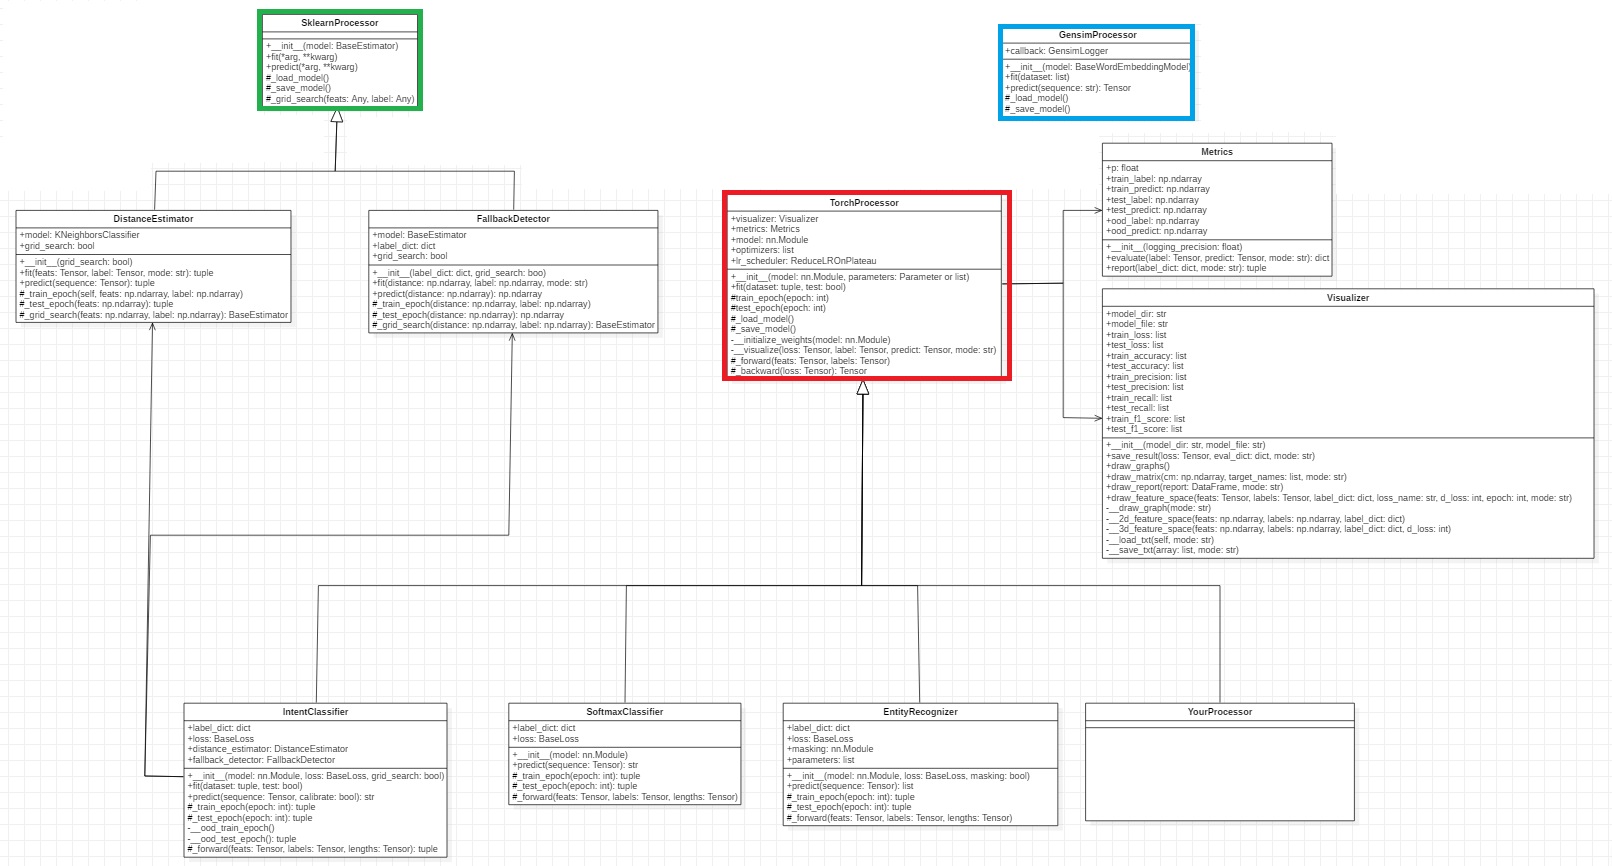 SklearnProcessor
+__init__(model: BaseEstimator)
+fit(*arg, **kwarg)
+predict(*arg, **kwarg)
#_load_model()
#_save_model()
#_grid_search(feats: Any, label: Any)
GensimProcessor
+callback: GensimLogger
+__init__(model: BaseWordEmbeddingModel)
+fit(dataset: list)
+predict(sequence: str): Tensor
#_load_model()
#_save_model()
DistanceEstimator
+model: KNeighborsClassifier
+grid_search: bool
+__init__(grid_search: bool)
+fit(feats: Tensor, label: Tensor, mode: str): tuple
+predict(sequence: Tensor): tuple
#_train_epoch(self, feats: np.ndarray, label: np.ndarray)
#_test_epoch(feats: np.ndarray): tuple
#_grid_search(feats: np.ndarray, label: np.ndarray): BaseEstimator
FallbackDetector
+model: BaseEstimator
+label_dict: dict
+grid_search: bool
+__init__(label_dict: dict, grid_search: boo)
+fit(distance: np.ndarray, label: np.ndarray, mode: str)
+predict(distance: np.ndarray): np.ndarray
#_train_epoch(distance: np.ndarray, label: np.ndarray)
#_test_epoch(distance: np.ndarray): np.ndarray
#_grid_search(distance: np.ndarray, label: np.ndarray): BaseEstimator
TorchProcessor
+visualizer: Visualizer
+metrics: Metrics
+model: nn.Module
+optimizers: list
+lr_scheduler: ReduceLROnPlateau
+__init__(model: nn.Module, parameters: Parameter or list)
+fit(dataset: tuple, test: bool)
#train_epoch(epoch: int)
#test_epoch(epoch: int)
#_load_model()
#_save_model()
-__initialize_weights(model: nn.Module)
-__visualize(loss: Tensor, label: Tensor, predict: Tensor, mode: str)
#_forward(feats: Tensor, labels: Tensor)
#_backward(loss: Tensor): Tensor
Metrics
+p: float
+train_label: np.ndarray
+train_predict: np.ndarray
+test_label: np.ndarray
+test_predict: np.ndarray
+ood_label: np.ndarray
+ood_predict: np.ndarray
+__init__(logging_precision: float)
+evaluate(label: Tensor, predict: Tensor, mode: str): dict
+report(label_dict: dict, mode: str): tuple
Visualizer
+model_dir: str
+model_file: str
+train_loss: list
+test_loss: list
+train_accuracy: list
+test_accuracy: list
+train_precision: list
+test_precision: list
+train_recall: list
+test_recall: list
+train_f1_score: list
+test_f1_score: list
+__init__(model_dir: str, model_file: str)
+save_result(loss: Tensor, eval_dict: dict, mode: str)
+draw_graphs()
+draw_matrix(cm: np.ndarray, target_names: list, mode: str)
+draw_report(report: DataFrame, mode: str)
+draw_feature_space(feats: Tensor, labels: Tensor, label_dict: dict, loss_name: str, d_loss: int, epoch: int, mode: str)
-__draw_graph(mode: str)
-__2d_feature_space(feats: np.ndarray, labels: np.ndarray, label_dict: dict)
-__3d_feature_space(feats: np.ndarray, labels: np.ndarray, label_dict: dict, d_loss: int)
-__load_txt(self, mode: str)
-__save_txt(array: list, mode: str)
IntentClassifier
+label_dict: dict
+loss: BaseLoss
+distance_estimator: DistanceEstimator
+fallback_detector: FallbackDetector
+__init__(model: nn.Module, loss: BaseLoss, grid_search: bool)
+fit(dataset: tuple, test: bool)
+predict(sequence: Tensor, calibrate: bool): str
#_train_epoch(epoch: int): tuple
#_test_epoch(epoch: int): tuple
-__ood_train_epoch()
-__ood_test_epoch(): tuple
#_forward(feats: Tensor, labels: Tensor, lengths: Tensor): tuple
SoftmaxClassifier
+label_dict: dict
+loss: BaseLoss
+__init__(model: nn.Module)
+predict(sequence: Tensor): str
#_train_epoch(epoch: int): tuple
#_test_epoch(epoch: int): tuple
#_forward(feats: Tensor, labels: Tensor, lengths: Tensor)
EntityRecognizer
+label_dict: dict
+loss: BaseLoss
+masking: nn.Module
+parameters: list
+__init__(model: nn.Module, loss: BaseLoss, masking: bool)
+predict(sequence: Tensor): list
#_train_epoch(epoch: int): tuple
#_test_epoch(epoch: int): tuple
#_forward(feats: Tensor, labels: Tensor, lengths: Tensor)
YourProcessor